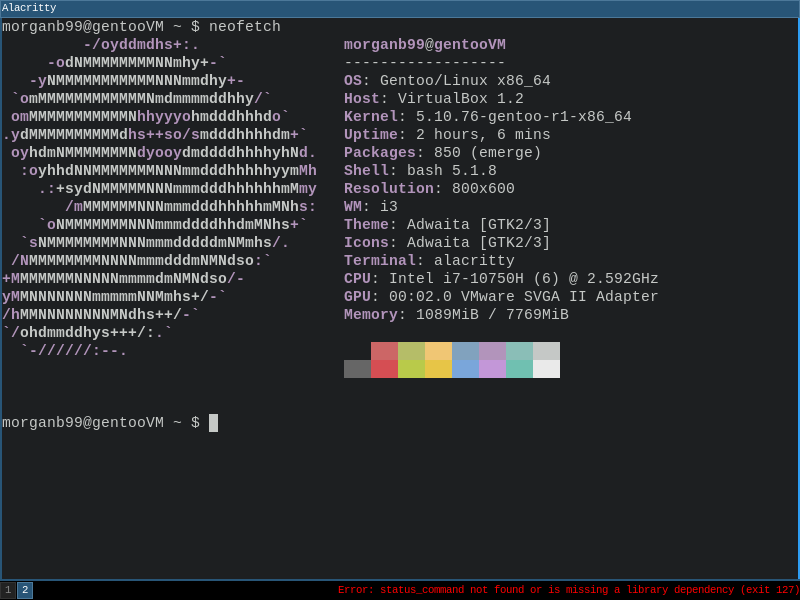 Alacritty
morganb99@gentooVM ~ $ neofetch
-/oyddmdhs+:.
-odNMMMMMMMMNNmhy+-`
-yNMMMMMMMMMMMNNNmmdhy+-
`omMMMMMMMMMMMMNmdmmmmddhhy/`
omMMMMMMMMMMMNhhyyyohmdddhhhdo`
.ydMMMMMMMMMMdhs++so/smdddhhhhdm+`
oyhdmNMMMMMMMNdyooydmddddhhhhyhNd.
:oyhhdNNMMMMMMMNNNmmdddhhhhhyymMh
.:+sydNMMMMMNNNmmmdddhhhhhhmMmy
/mMMMMMMNNNmmmdddhhhhhmMNhs:
`oNMMMMMMMNNNmmmddddhhdmMNhs+`
`sNMMMMMMMMNNNmmmdddddmNMmhs/.
/NMMMMMMMMNNNNmmmdddmNMNdso:`
+MMMMMMMNNNNNmmmmdmNMNdso/-
yMMNNNNNNNmmmmmNNMmhs+/-`
/hMMNNNNNNNNMNdhs++/-`
`/ohdmmddhys+++/:.`
`-//////:--.
morganb99@gentooVM
------------------
OS: Gentoo/Linux x86_64
Host: VirtualBox 1.2
Kernel: 5.10.76-gentoo-r1-x86_64
Uptime: 2 hours, 6 mins
Packages: 850 (emerge)
Shell: bash 5.1.8
Resolution: 800x600
WM: i3
Theme: Adwaita [GTK2/3]
Icons: Adwaita [GTK2/3]
Terminal: alacritty
CPU: Intel i7-10750H (6) @ 2.592GHz
GPU: 00:02.0 VMware SVGA II Adapter
Memory: 1089MiB / 7769MiB
morganb99@gentooVM ~ $
1 2
Error: status_command not found or is missing a library dependency (exit 127)